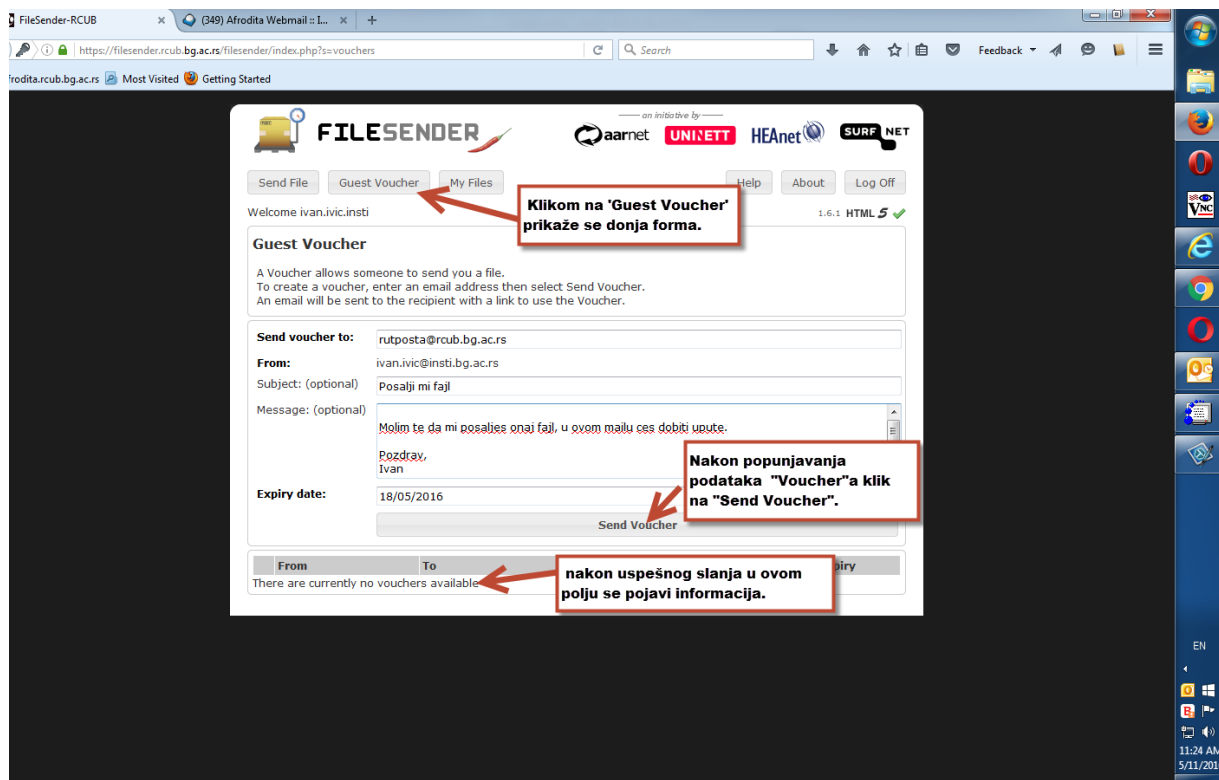 FileSender-RCUB
(349) Afrodita Webmail :: I...
https://filesender.rcub.bg.ac.rs/filesender/index.php?s=vouchers
Search
Feedback
frodita.rcub.bg.ac.rs Most Visited Getting Started
FILESENDER
an initiative by
aarnet UNINETT HEAnet SURF NET
Send File Guest Voucher My Files Help About Log Off
Welcome ivan.ivic.insti
1.6.1 HTML 5
Klikom na 'Guest Voucher'
prikaže se donja forma.
Guest Voucher
A Voucher allows someone to send you a file.
To create a voucher, enter an email address then select Send Voucher.
An email will be sent to the recipient with a link to use the Voucher.
Send voucher to: rutposta@rcub.bg.ac.rs
From: ivan.ivic@insti.bg.ac.rs
Subject: (optional) Posalji mi fajl
Message: (optional)
Molim te da mi posaljes onaj fajl, u ovom mailu ces dobiti upute.
Pozdrav,
Ivan
Nakon popunjavanja
podataka "Voucher"a klik
na "Send Voucher".
Expiry date: 18/05/2016
Send Voucher
From To piry
There are currently no vouchers available
nakon uspešnog slanja u ovom
polju se pojavi informacija.
VNC
EN
11:24 AM
5/11/201